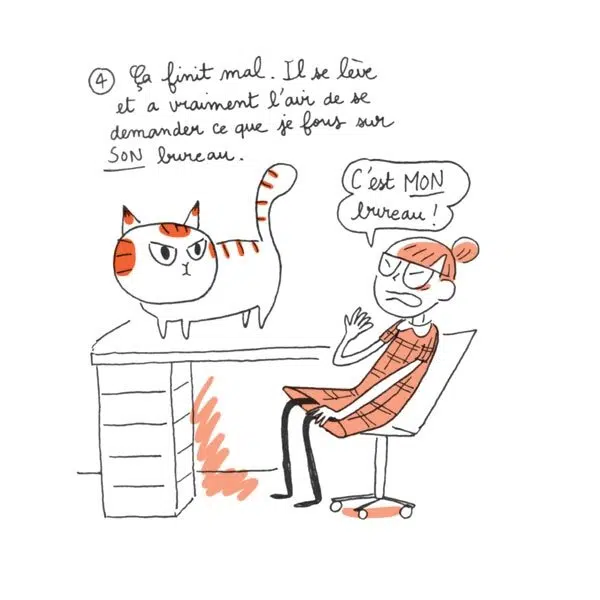 4 Ça finit mal. Il se lève
et a vraiment l'air de se
demander ce que je fous sur
SON bureau.
C'est MON
bureau !